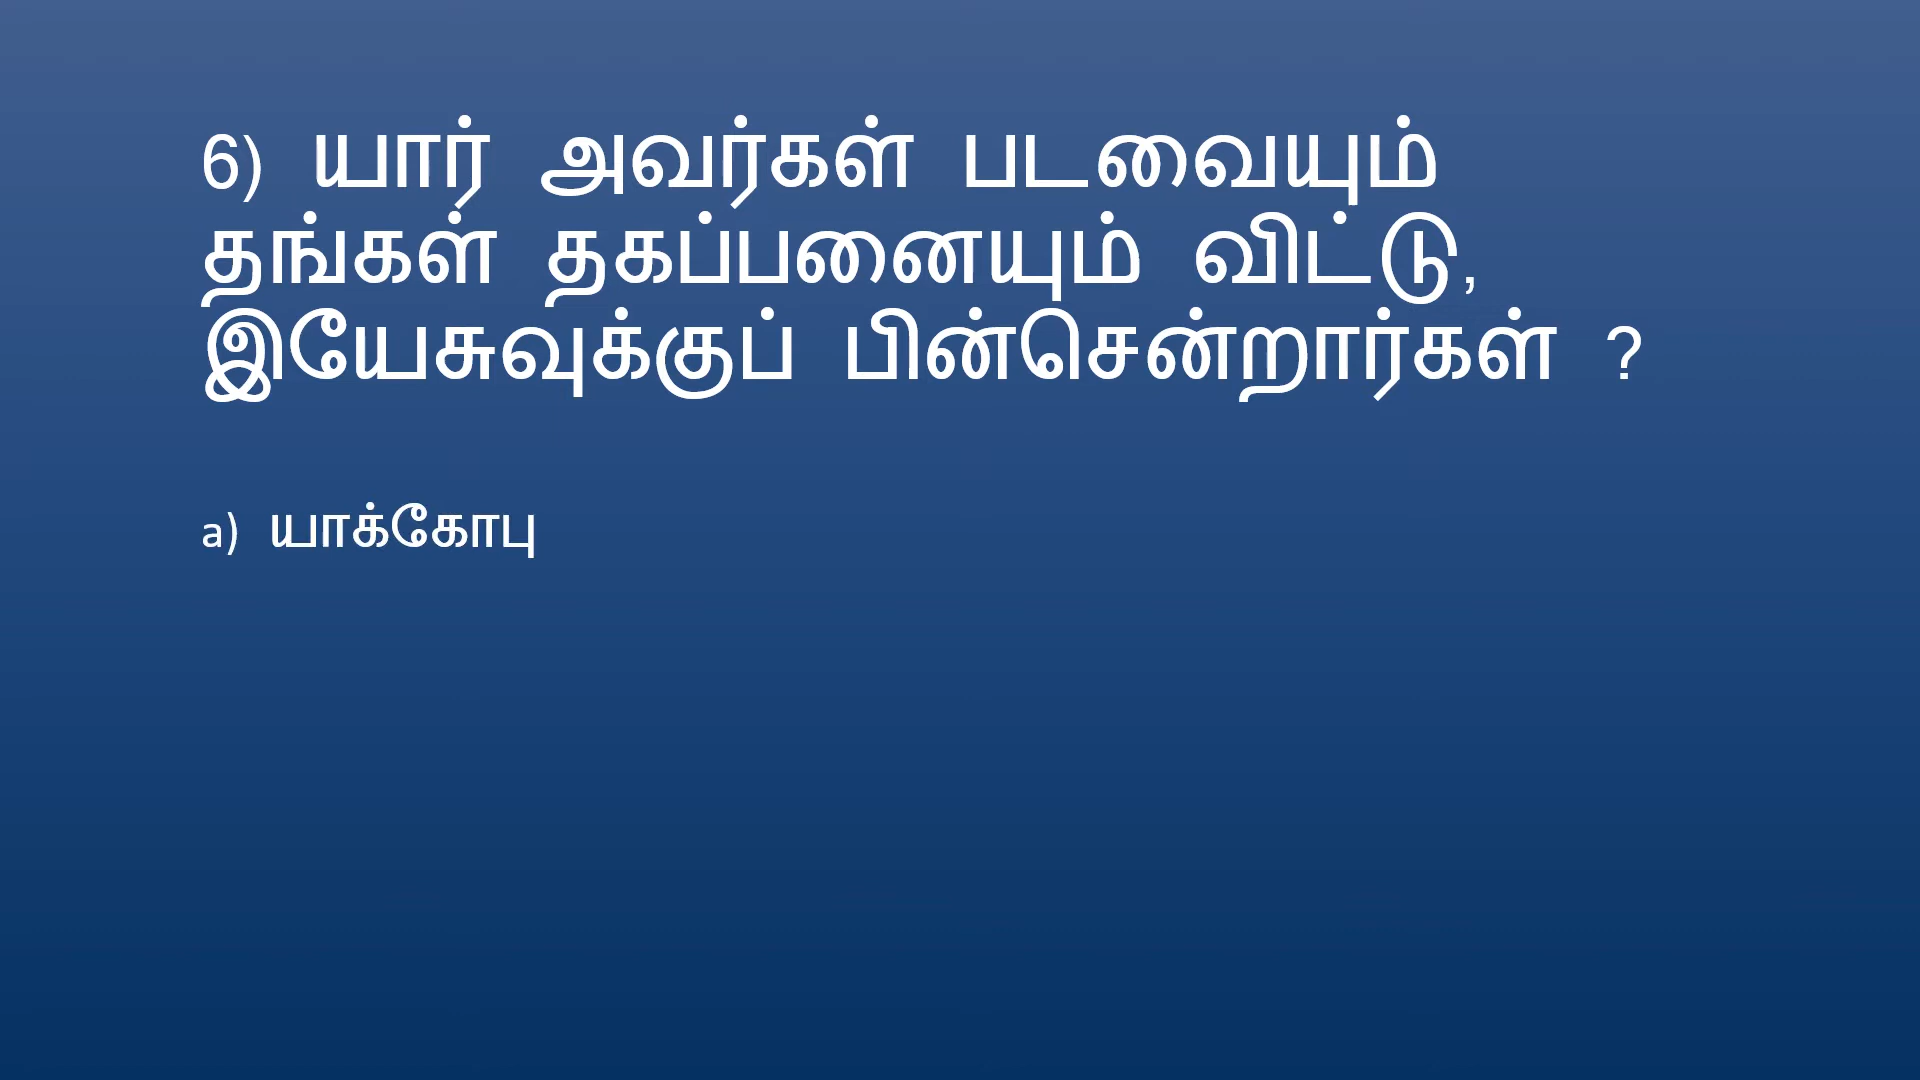 6) யார் அவர்கள் படவையும்
தங்கள் தகப்பனையும் விட்டு,
இயேசுவுக்குப் பின்சென்றார்கள் ?
a) யாக்கோபு